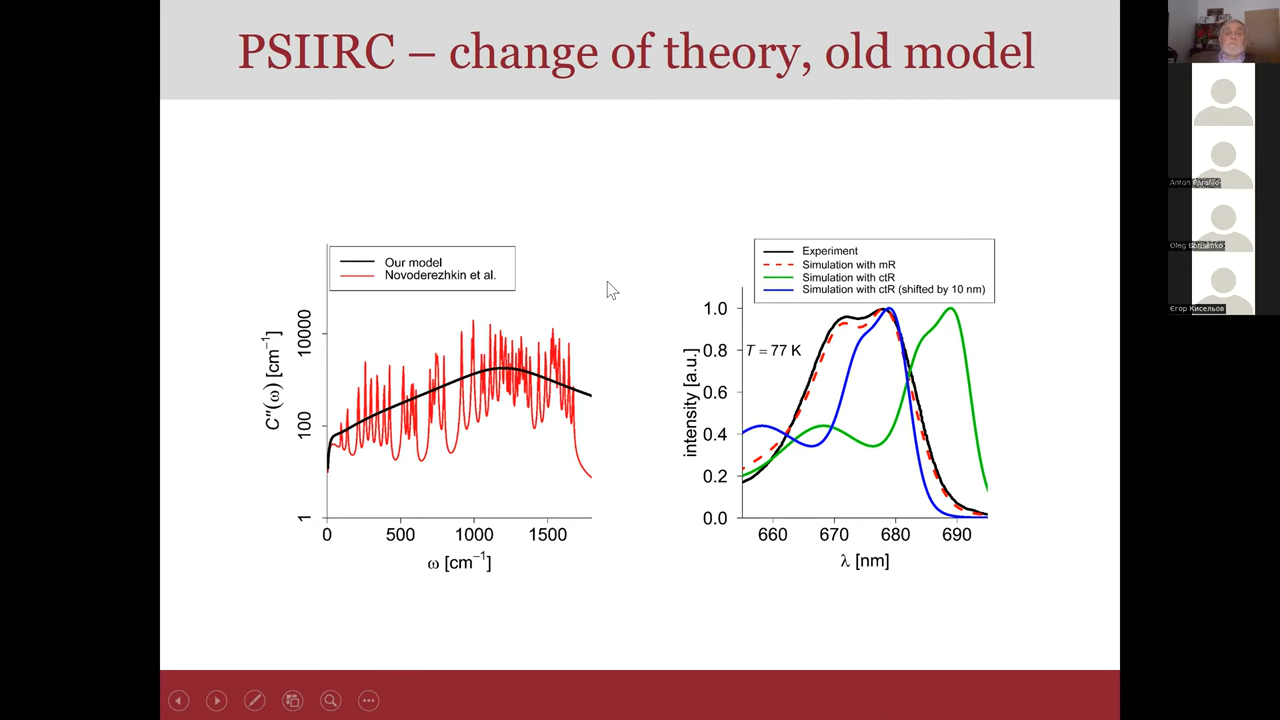 PSIIRC – change of theory, old model
Our model
Novoderezhkin et al.
C''(ω) [cm⁻¹]
10000
100
1
0
500
1000
1500
ω [cm⁻¹]
Experiment
Simulation with mR
Simulation with ctR
Simulation with ctR (shifted by 10 nm)
T = 77 K
intensity [a.u.]
1.0
0.8
0.6
0.4
0.2
0.0
660
670
680
690
λ [nm]
Anton
Oleg
Єгор Кисельов